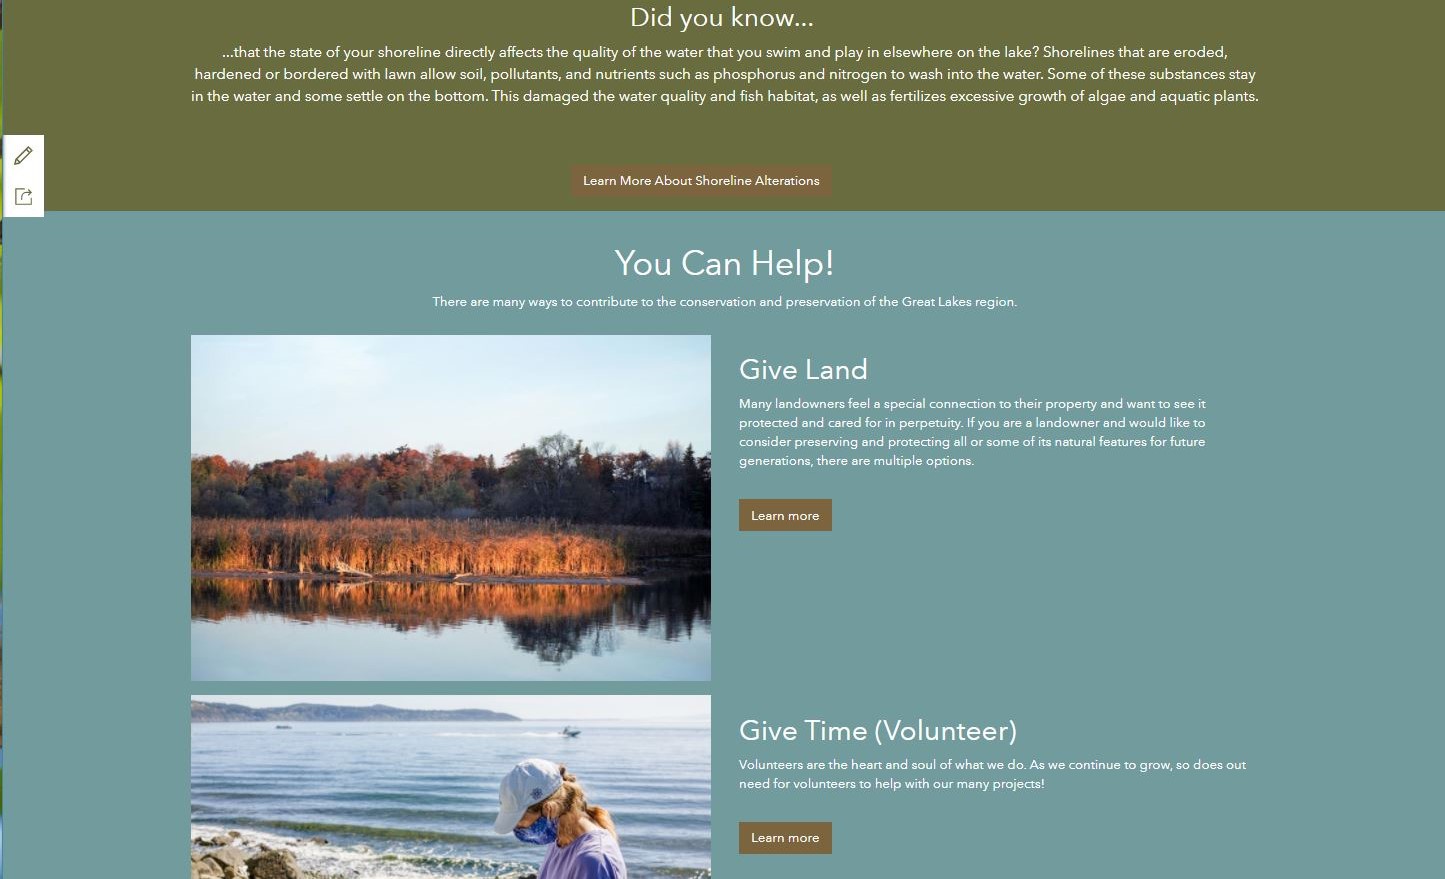 Did you know...
...that the state of your shoreline directly affects the quality of the water that you swim and play in elsewhere on the lake? Shorelines that are eroded,
hardened or bordered with lawn allow soil, pollutants, and nutrients such as phosphorus and nitrogen to wash into the water. Some of these substances stay
in the water and some settle on the bottom. This damaged the water quality and fish habitat, as well as fertilizes excessive growth of algae and aquatic plants.
Learn More About Shoreline Alterations
You Can Help!
There are many ways to contribute to the conservation and preservation of the Great Lakes region.
Give Land
Many landowners feel a special connection to their property and want to see it
protected and cared for in perpetuity. If you are a landowner and would like to
consider preserving and protecting all or some of its natural features for future
generations, there are multiple options.
Learn more
Give Time (Volunteer)
Volunteers are the heart and soul of what we do. As we continue to grow, so does out
need for volunteers to help with our many projects!
Learn more